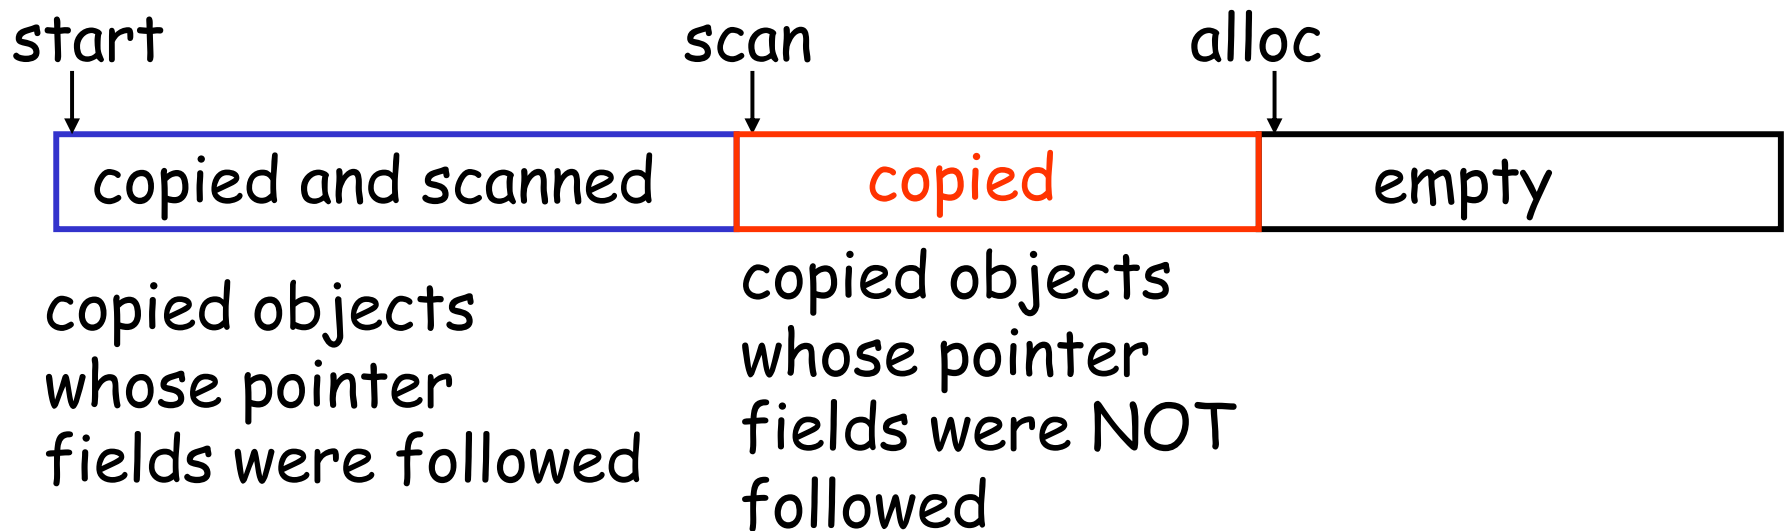 start scan alloc
copied and scanned copied empty
copied objects
whose pointer
fields were followed
copied objects
whose pointer
fields were NOT
followed